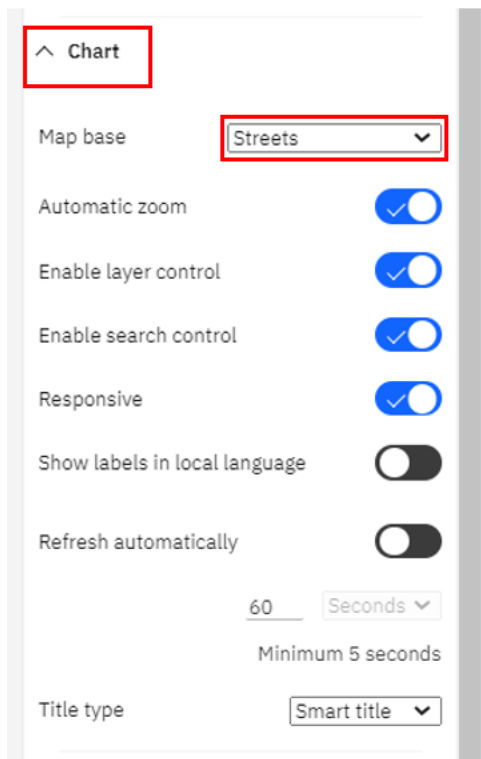 Chart
Map base Streets
Automatic zoom
Enable layer control
Enable search control
Responsive
Show labels in local language
Refresh automatically
60 Seconds
Minimum 5 seconds
Title type Smart title